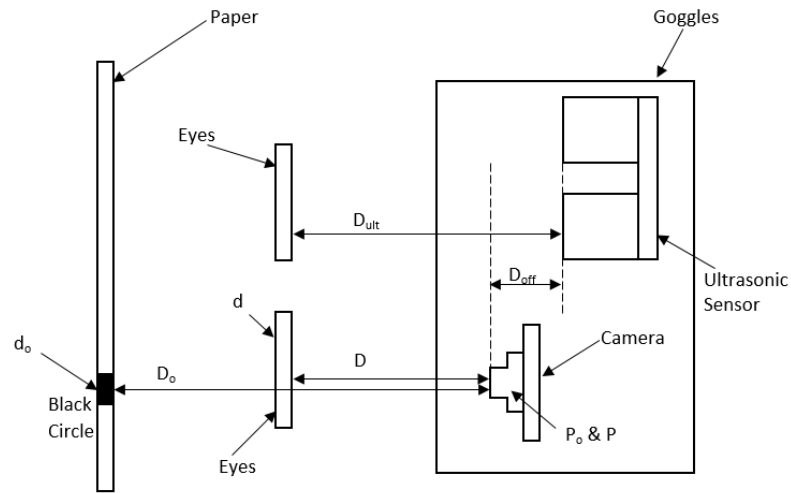 Paper
Goggles
Eyes
Dult
Doff
Ultrasonic
Sensor
d
do
Do
D
Camera
Black
Circle
Po & P
Eyes